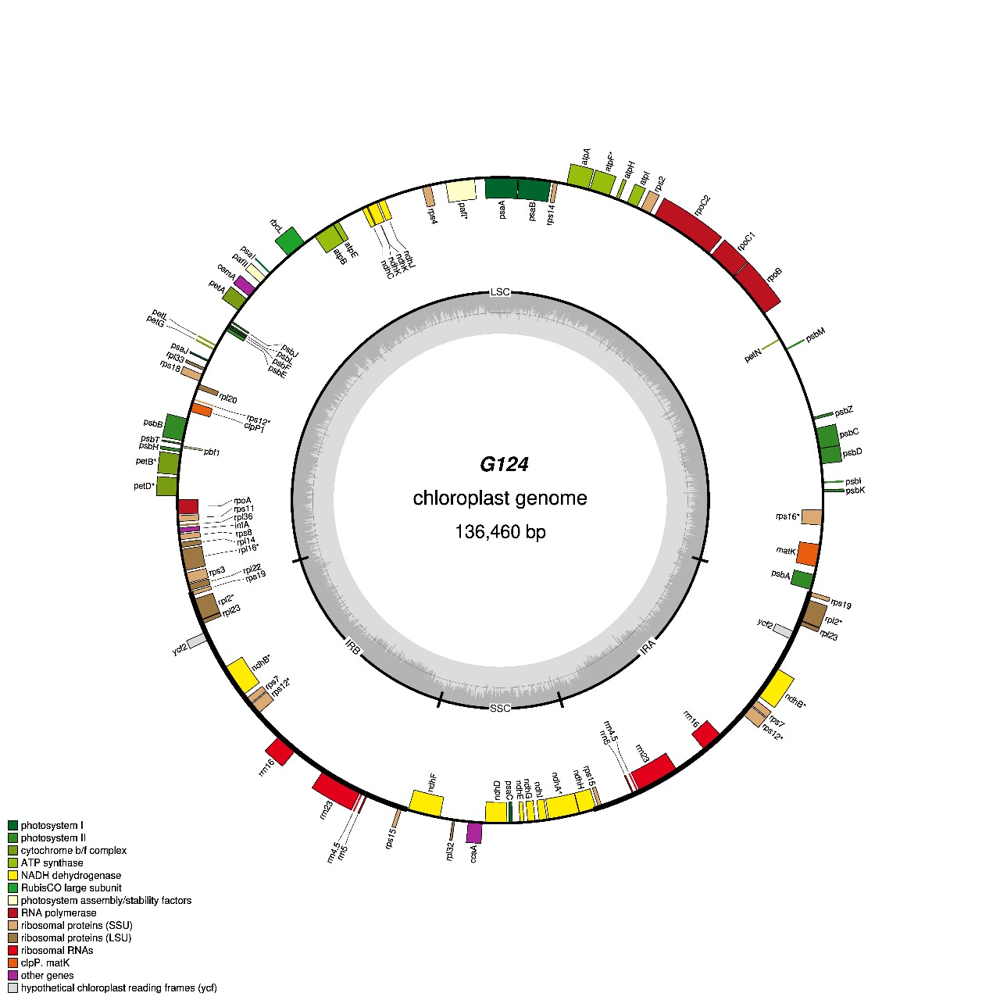 atpA
atpF*
atpH
atpI
rps2
rpoC2
rpoC1
rpoB
psbM
petN
psbZ
psbC
psbD
psbI
psbK
rps16*
matK
psbA
rps19
rpl2*
rpl23
ycf2
ndhB*
rps7
rps12*
rrn16
rrn23
rrn4.5
rrn5
rps15
ndhH
ndhA*
ndhI
ndhG
ndhE
psaC
ndhD
ccsA
rpl32
ndhF
rps15
rrn5
rrn4.5
rrn23
rrn16
rps12*
rps7
ndhB*
ycf2
rpl23
rpl2*
rps19
rpl22
rps3
rpl16*
rpl14
rps8
infA
rpl36
rps11
rpoA
petD*
petB*
pbf1
psbH
psbT
psbB
clpP1
rps12*
rpl20
rps18
rpl33
psaJ
petG
petL
psbE
psbF
psbL
psbJ
petA
cemA
pafII
psaI
rbcL
atpB
atpE
ndhC
ndhK
ndhK
ndhJ
rps4
pafI*
psaA
psaB
rps14
LSC
IRB
IRA
SSC
G124
chloroplast genome
136,460 bp
photosystem I
photosystem II
cytochrome b/f complex
ATP synthase
NADH dehydrogenase
RubisCO large subunit
photosystem assembly/stability factors
RNA polymerase
ribosomal proteins (SSU)
ribosomal proteins (LSU)
ribosomal RNAs
clpP, matK
other genes
hypothetical chloroplast reading frames (ycf)